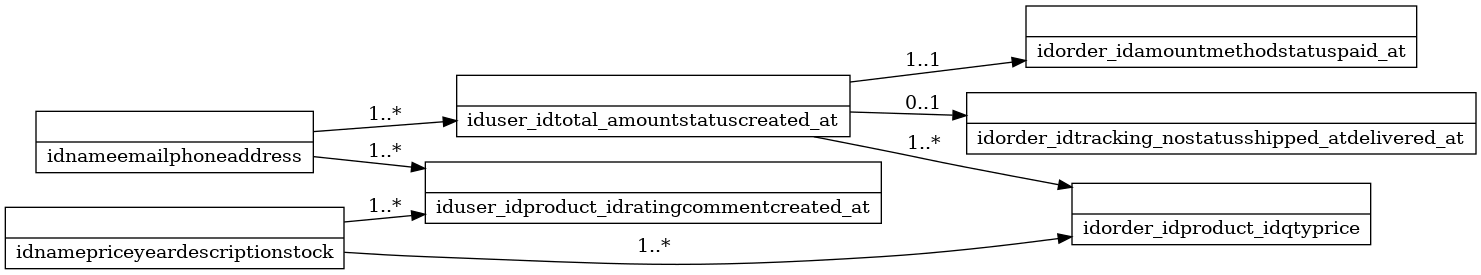 1..1
idorder_idamountmethodstatuspaid_at
1..*
iduser_idtotal_amountstatuscreated_at
0..1
idorder_idtracking_nostatusshipped_atdelivered_at
idnameemailphoneaddress
1..*
1..*
iduser_idproduct_idratingcommentcreated_at
1..*
idnamepriceyeardescriptionstock
1..*
idorder_idproduct_idqtyprice